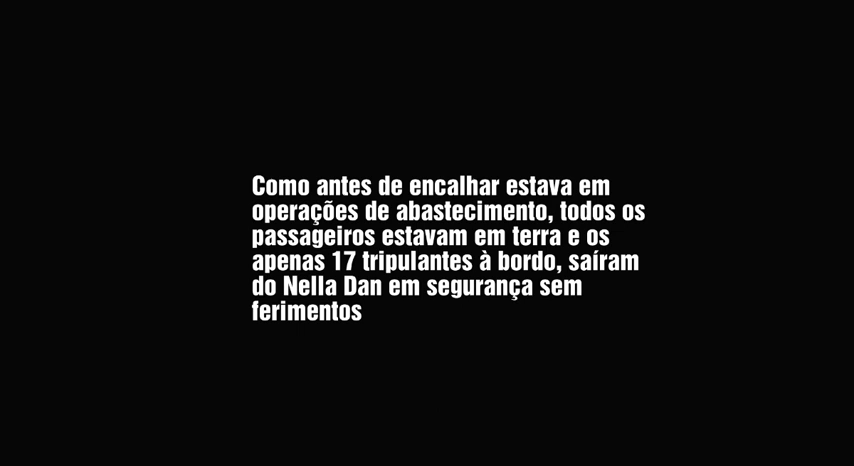 Como antes de encalhar estava em
operações de abastecimento, todos os
passageiros estavam em terra e os
apenas 17 tripulantes à bordo, saíram
do Nella Dan em segurança sem
ferimentos